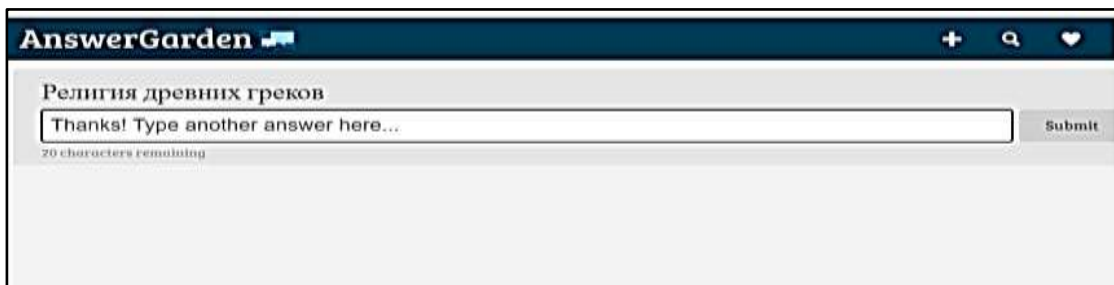 AnswerGarden
Религия древних греков
Thanks! Type another answer here...
Submit
20 characters remaining